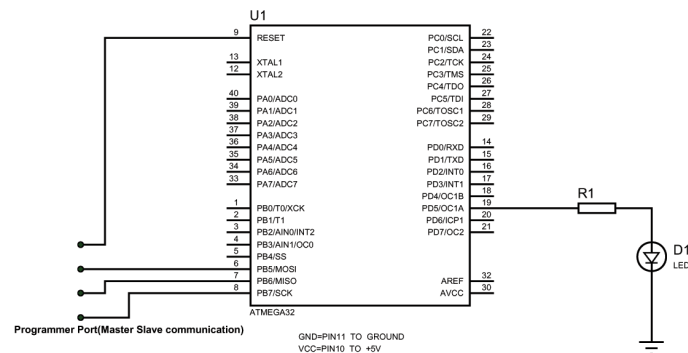 U1
9 RESET
13 XTAL1
12 XTAL2
40 PA0/ADC0
39 PA1/ADC1
38 PA2/ADC2
37 PA3/ADC3
36 PA4/ADC4
35 PA5/ADC5
34 PA6/ADC6
33 PA7/ADC7
1 PB0/T0/XCK
2 PB1/T1
3 PB2/AIN0/INT2
4 PB3/AIN1/OC0
5 PB4/SS
6 PB5/MOSI
7 PB6/MISO
8 PB7/SCK
PC0/SCL 22
PC1/SDA 23
PC2/TCK 24
PC3/TMS 25
PC4/TDO 26
PC5/TDI 27
PC6/TOSC1 28
PC7/TOSC2 29
PD0/RXD 14
PD1/TXD 15
PD2/INT0 16
PD3/INT1 17
PD4/OC1B 18
PD5/OC1A 19
PD6/ICP1 20
PD7/OC2 21
AREF 32
AVCC 30
ATMEGA32
R1
D1
LED
Programmer Port(Master Slave communication)
GND=PIN11 TO GROUND
VCC=PIN10 TO +5V